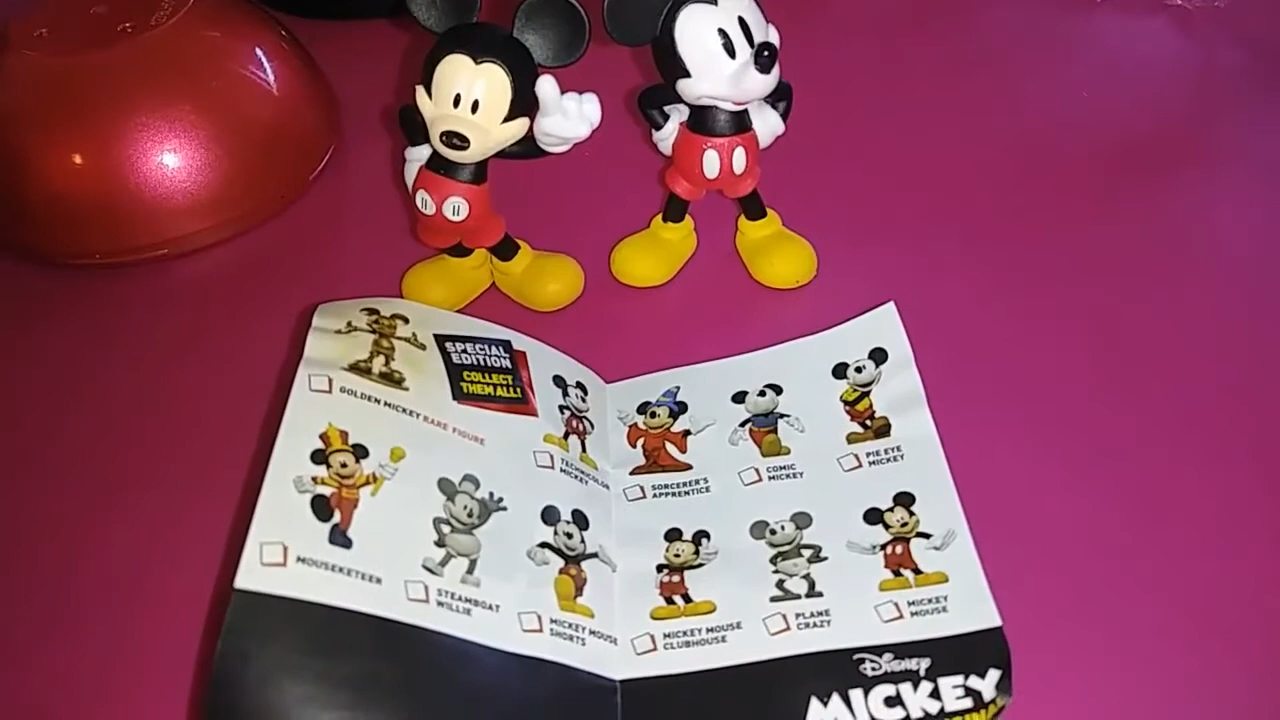 SPECIAL
EDITION
COLLECT
THEM ALL!
GOLDEN MICKEY RARE FIGURE
TECHNICOLOR
MICKEY
SORCERER'S
APPRENTICE
COMIC
MICKEY
PIE EYE
MICKEY
MOUSEKETEER
STEAMBOAT
WILLIE
MICKEY MOUSE
SHORTS
MICKEY MOUSE
CLUBHOUSE
PLANE
CRAZY
MICKEY
MOUSE
Disney
MICKEY